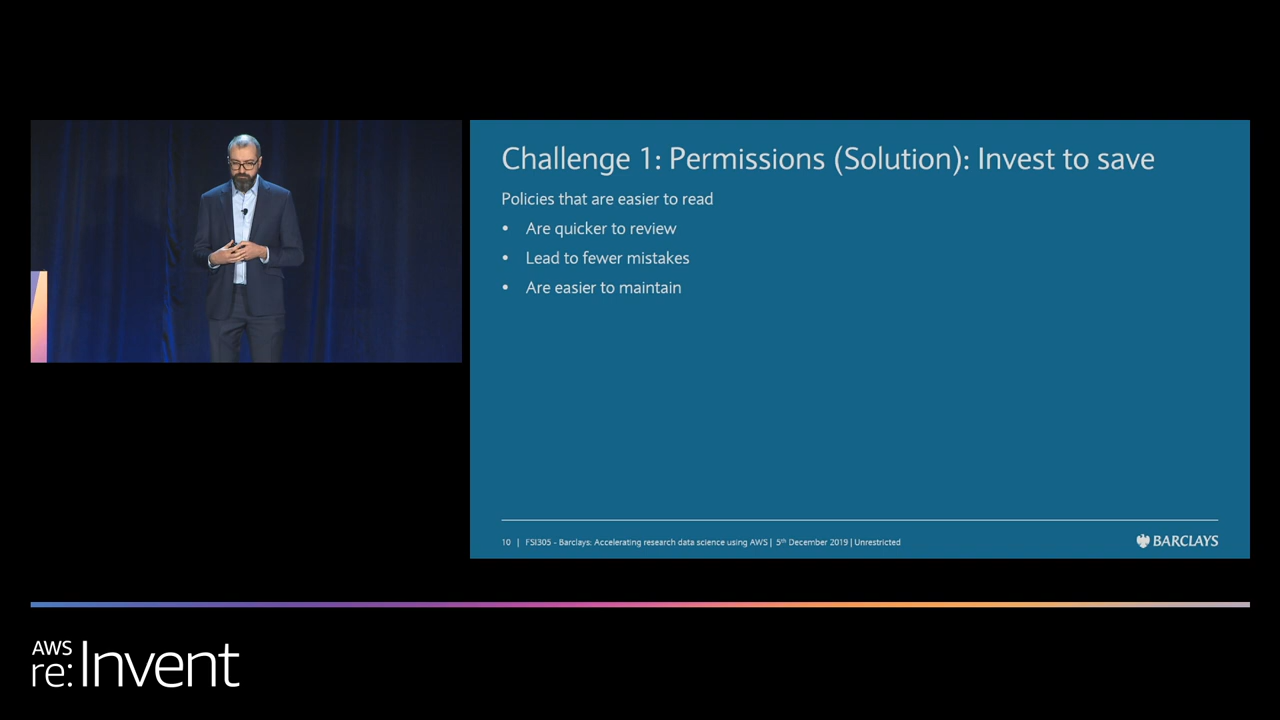 Challenge 1: Permissions (Solution): Invest to save
Policies that are easier to read
• Are quicker to review
• Lead to fewer mistakes
• Are easier to maintain
10 | FSI305 - Barclays: Accelerating research data science using AWS | 5th December 2019 | Unrestricted
BARCLAYS
AWS
re:Invent